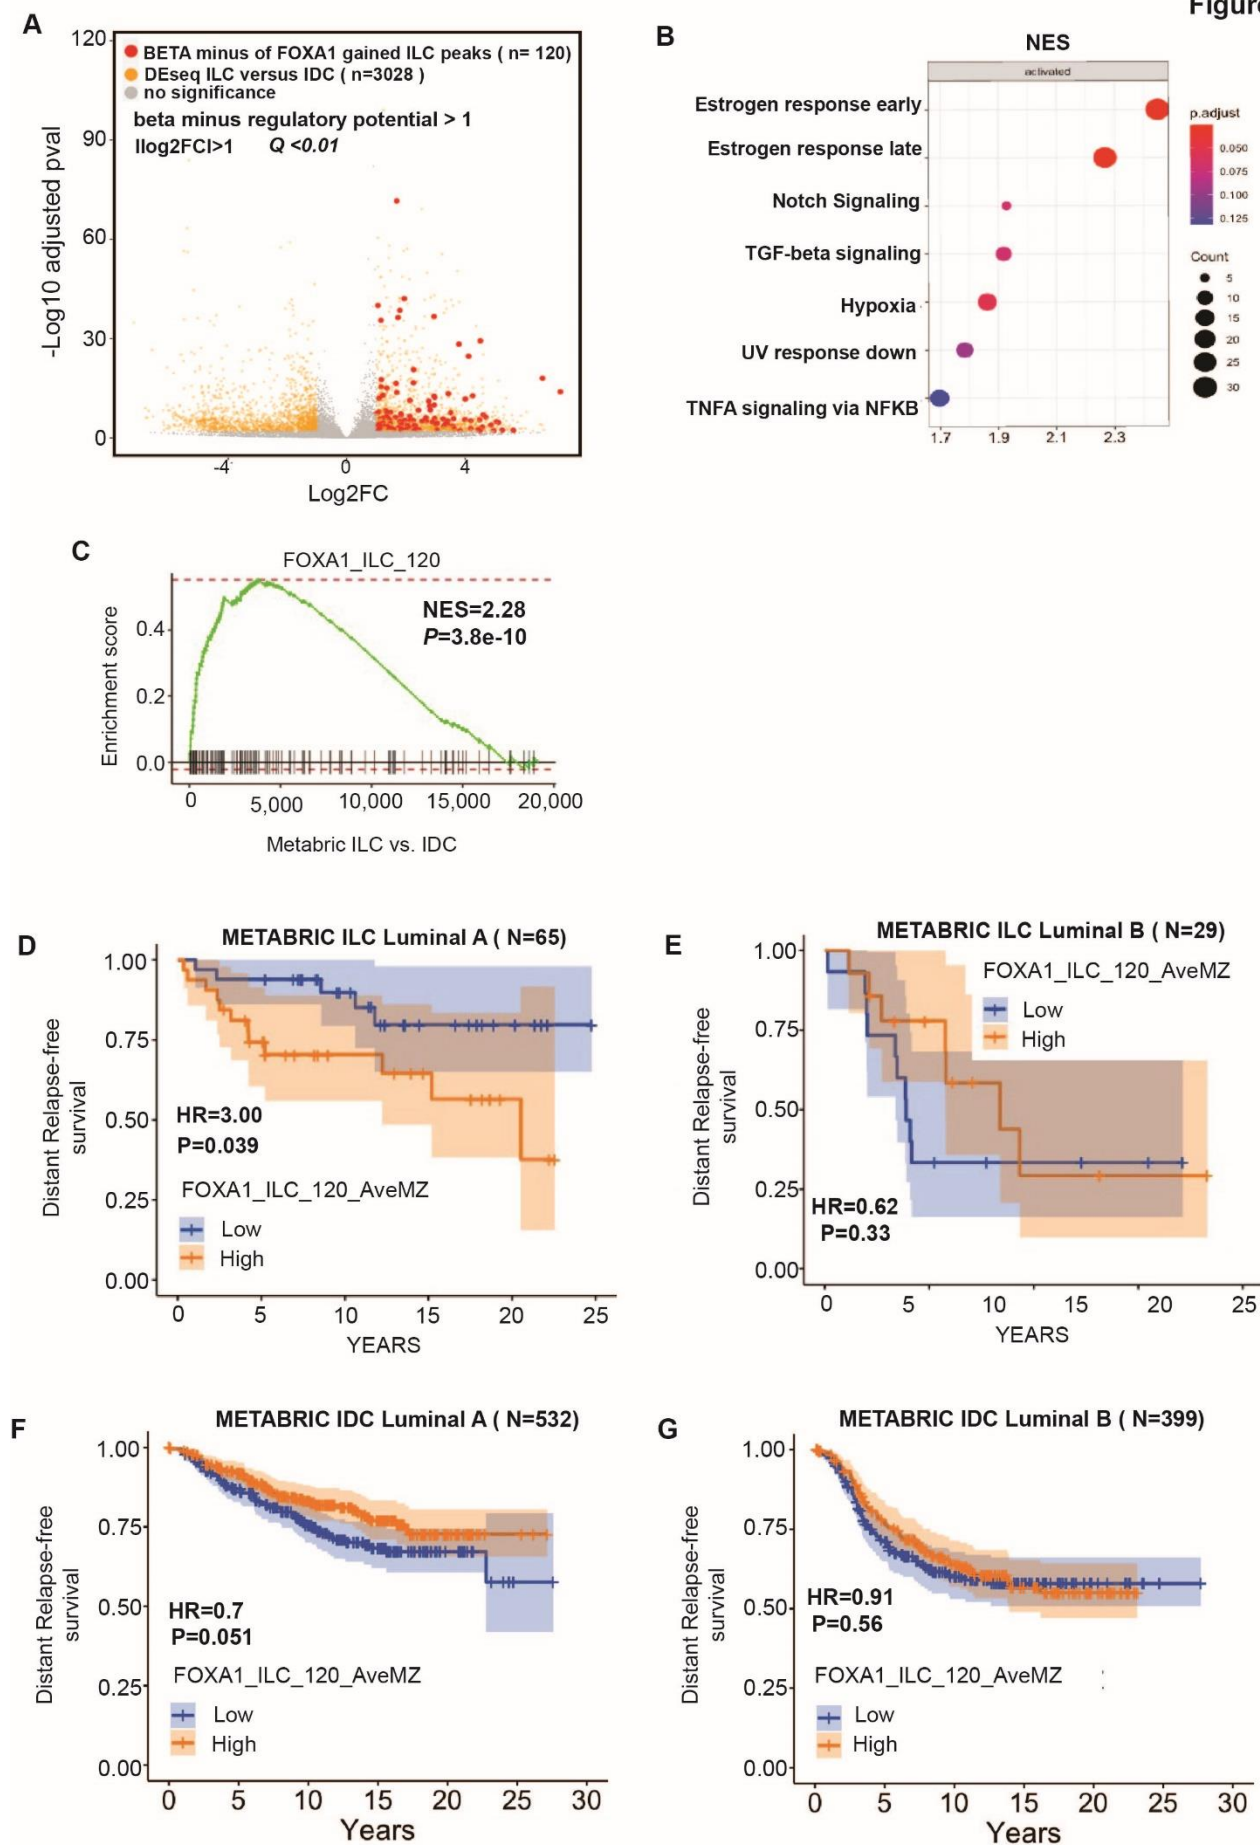 Figure
A
120
90
60
30
0
-Log10 adjusted pval
BETA minus of FOXA1 gained ILC peaks ( n= 120)
DEseq ILC versus IDC ( n=3028 )
no significance
beta minus regulatory potential > 1
llog2FCl>1 Q <0.01
-4 0 4
Log2FC
B
NES
activated
Estrogen response early
Estrogen response late
Notch Signaling
TGF-beta signaling
Hypoxia
UV response down
TNFA signaling via NFKB
1.7 1.9 2.1 2.3
p.adjust
0.050
0.075
0.100
0.125
Count
5
10
15
20
25
30
C
FOXA1_ILC_120
NES=2.28
P=3.8e-10
Enrichment score
0.4
0.2
0.0
0 5,000 10,000 15,000 20,000
Metabric ILC vs. IDC
D
METABRIC ILC Luminal A ( N=65)
1.00
0.75
0.50
0.25
0.00
Distant Relapse-free
survival
HR=3.00
P=0.039
FOXA1_ILC_120_AveMZ
Low
High
0 5 10 15 20 25
YEARS
E
METABRIC ILC Luminal B ( N=29)
FOXA1_ILC_120_AveMZ
Low
High
1.00
0.75
0.50
0.25
0.00
Distant Relapse-free
survival
HR=0.62
P=0.33
0 5 10 15 20 25
YEARS
F
METABRIC IDC Luminal A ( N=532)
1.00
0.75
0.50
0.25
0.00
Distant Relapse-free
survival
HR=0.7
P=0.051
FOXA1_ILC_120_AveMZ
Low
High
0 5 10 15 20 25 30
Years
G
METABRIC IDC Luminal B ( N=399)
1.00
0.75
0.50
0.25
0.00
Distant Relapse-free
survival
HR=0.91
P=0.56
FOXA1_ILC_120_AveMZ
Low
High
0 5 10 15 20 25 30
Years